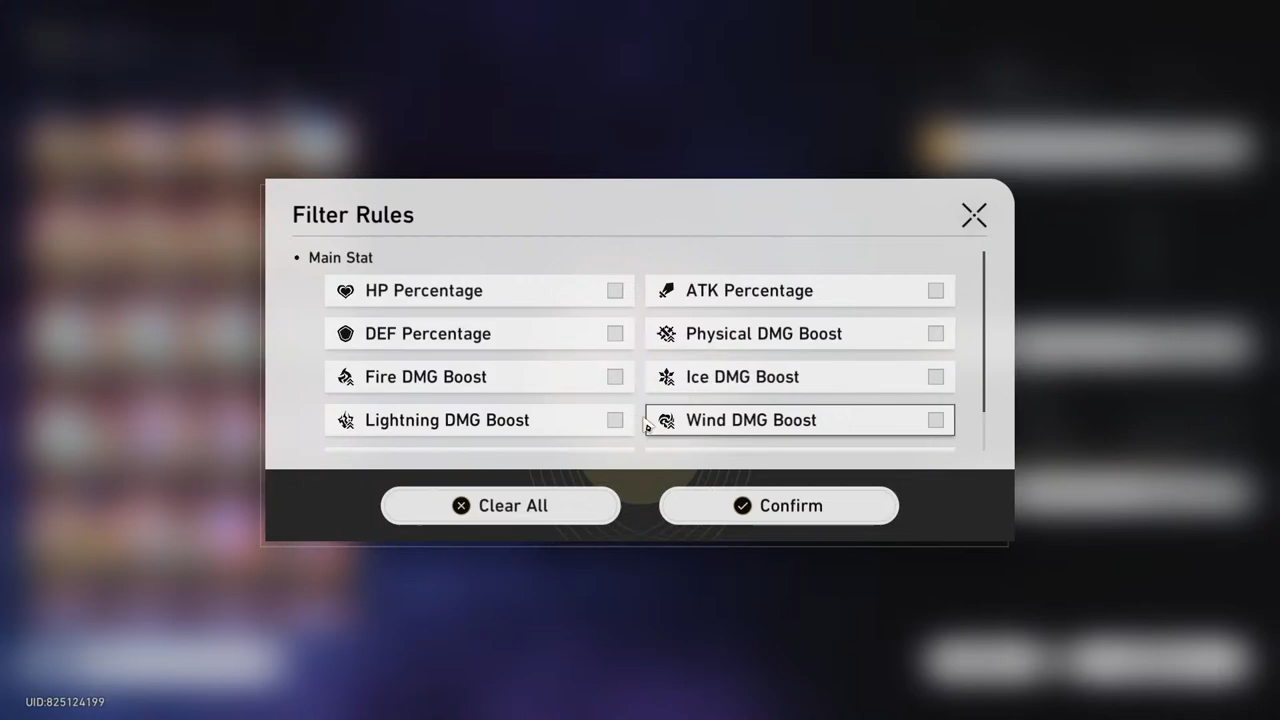 Filter Rules
• Main Stat
HP Percentage
ATK Percentage
DEF Percentage
Physical DMG Boost
Fire DMG Boost
Ice DMG Boost
Lightning DMG Boost
Wind DMG Boost
Clear All
Confirm
UID:825124199